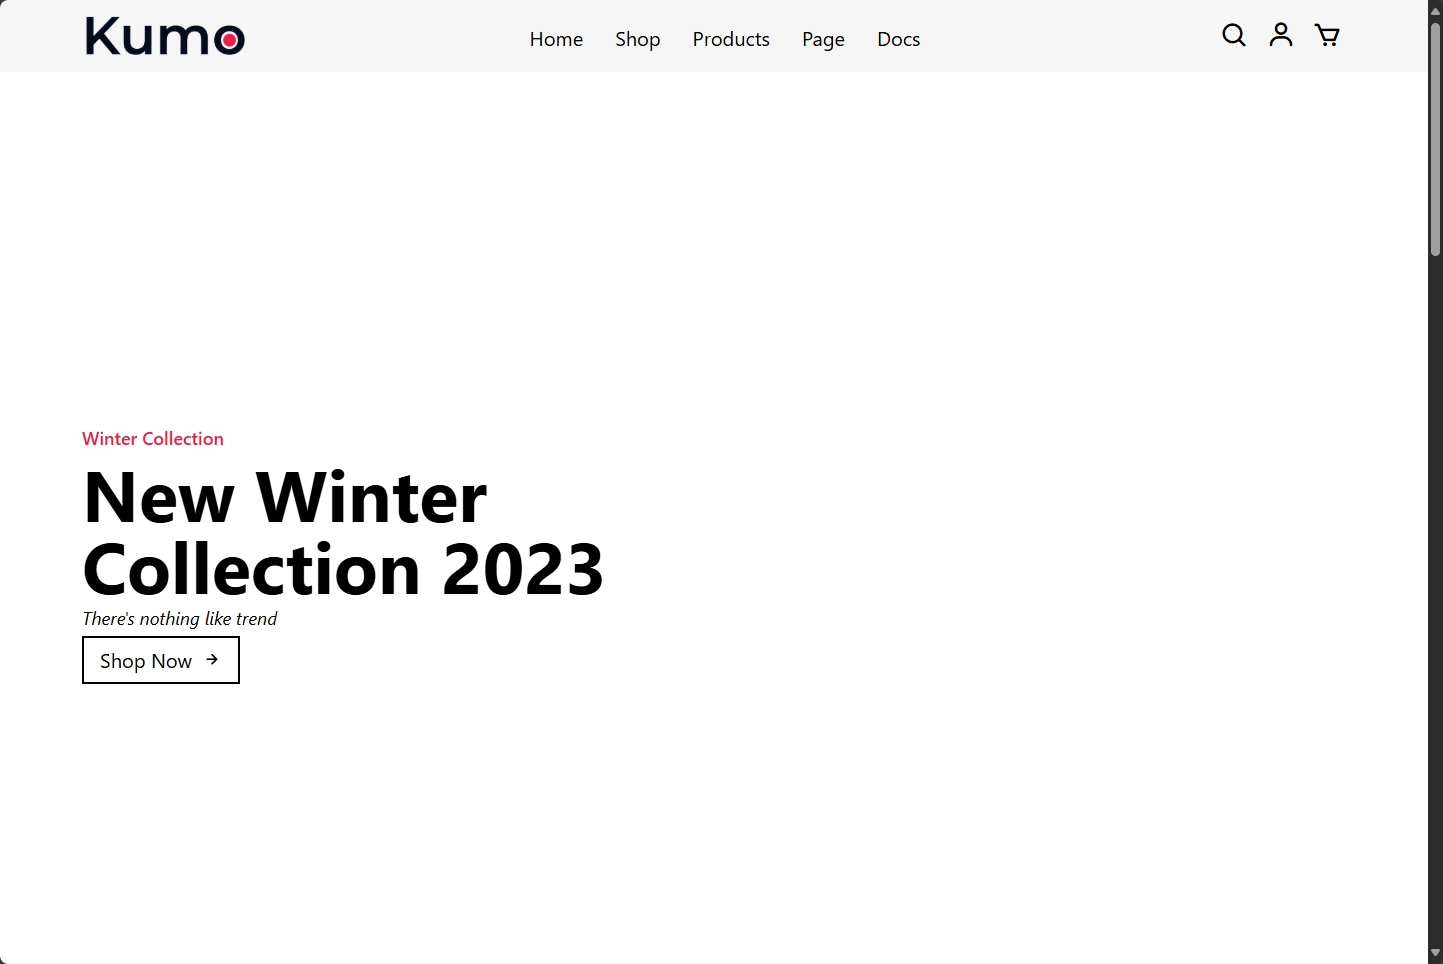 Kumo
Home Shop Products Page Docs
Winter Collection
New Winter
Collection 2023
There's nothing like trend
Shop Now